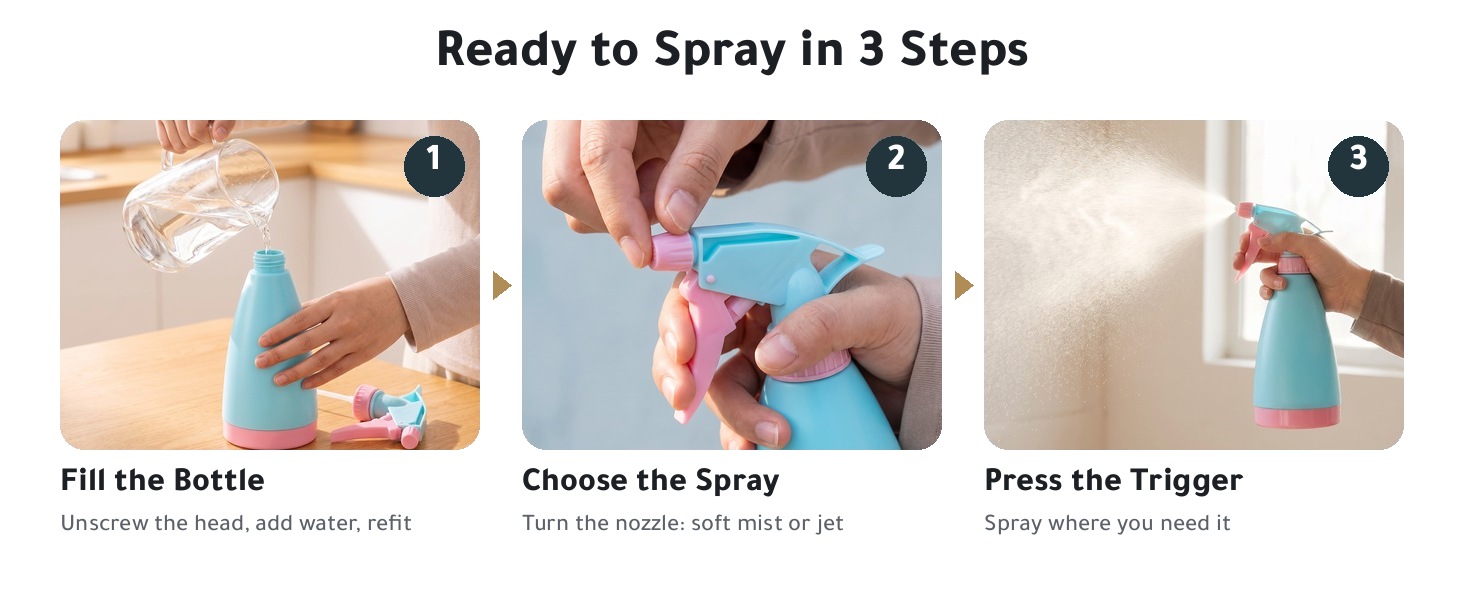 Ready to Spray in 3 Steps
1
2
3
Fill the Bottle
Unscrew the head, add water, refit
Choose the Spray
Turn the nozzle: soft mist or jet
Press the Trigger
Spray where you need it